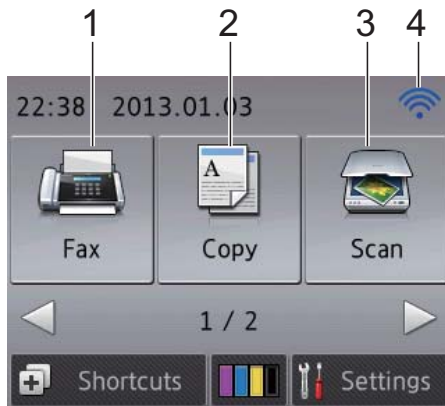 1 2 3 4
22:38 2013.01.03
A
Fax Copy Scan
1 / 2
Shortcuts Settings